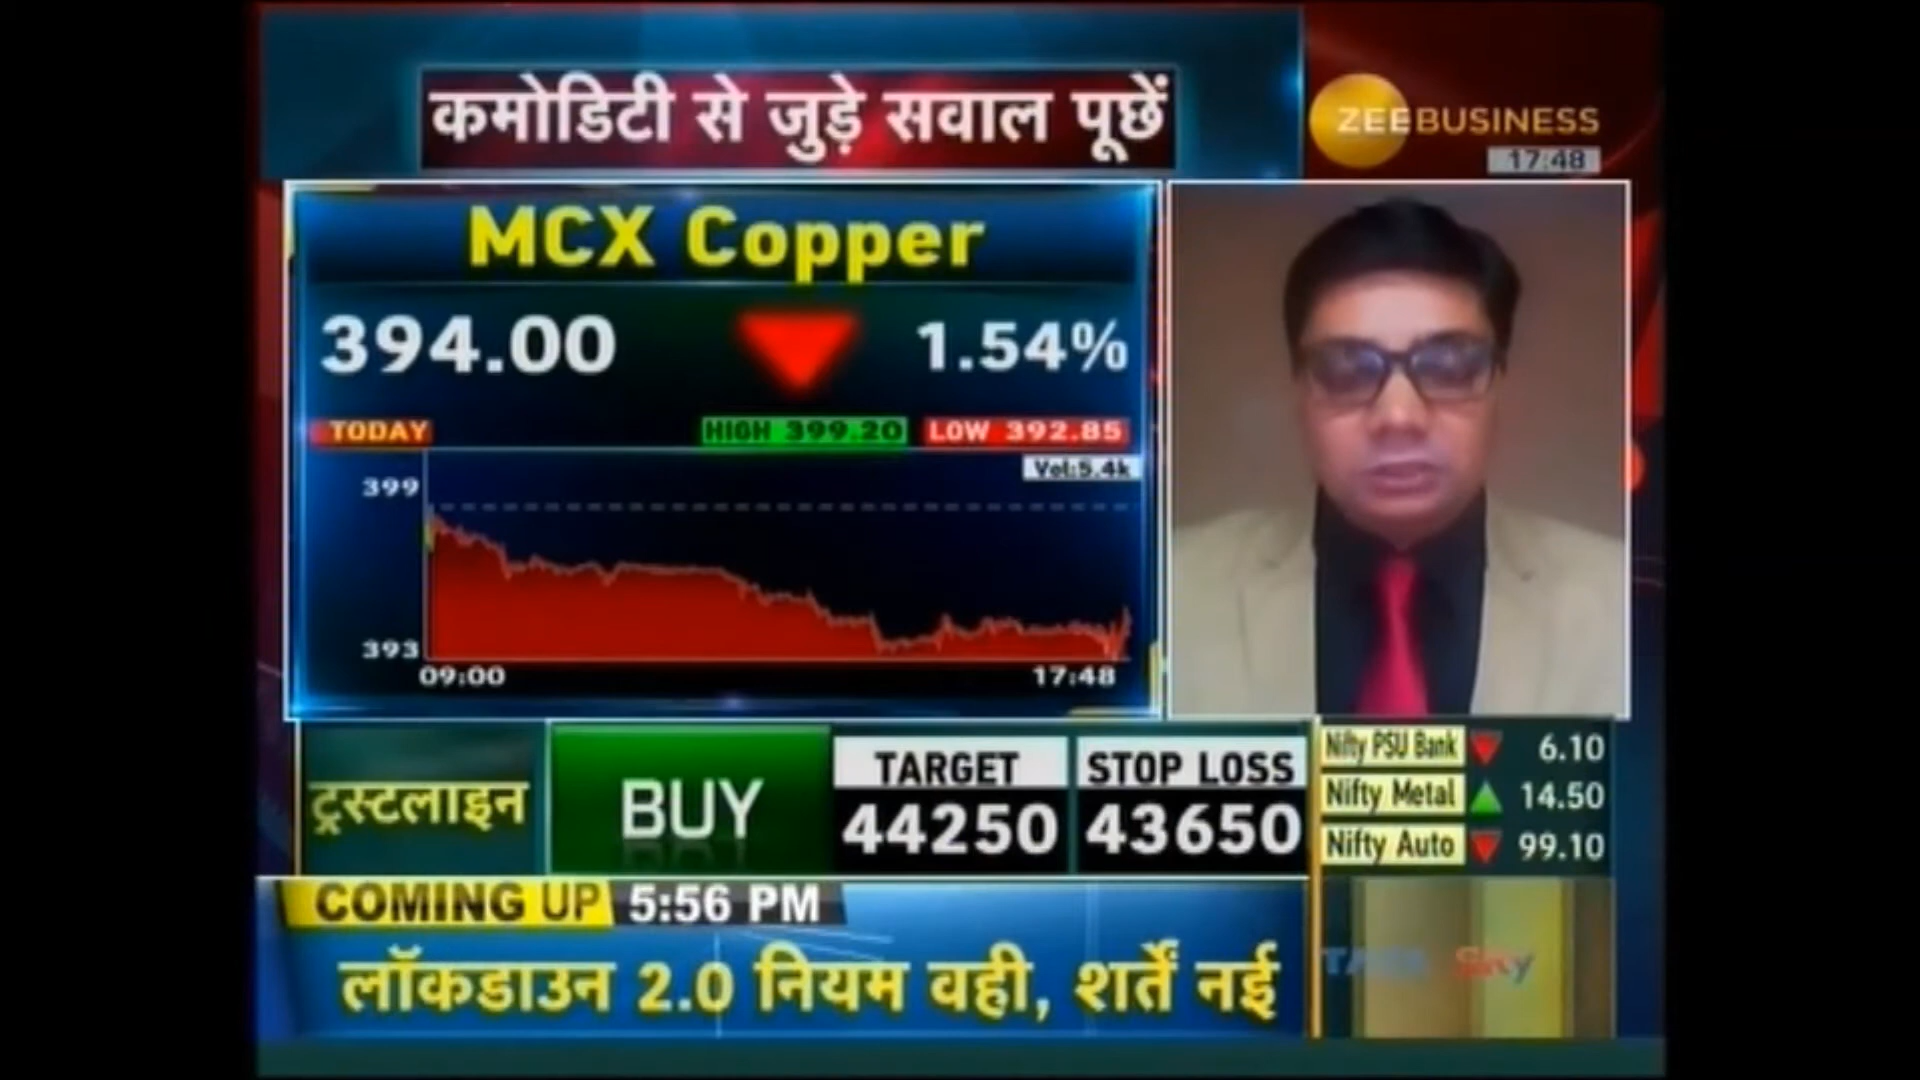 कमोडिटी से जुड़े सवाल पूछें
ZEEBUSINESS
17:48
MCX Copper
394.00 1.54%
TODAY HIGH 399.20 LOW 392.85
Vol:5.4k
399
393
09:00 17:48
ट्रस्टलाइन BUY
TARGET
44250
STOP LOSS
43650
Nifty PSU Bank 6.10
Nifty Metal 14.50
Nifty Auto 99.10
COMING UP 5:56 PM
लॉकडाउन 2.0 नियम वही, शर्तें नई
TATA Sky